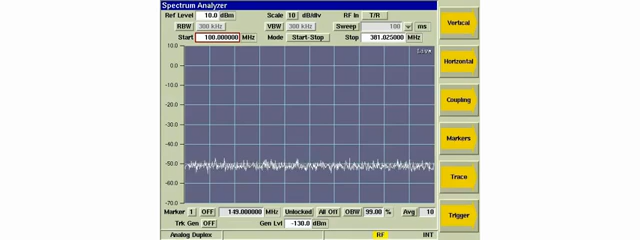 Spectrum Analyzer
Ref Level 10.0 dBm Scale 10 dB/div RF In T/R
RBW 300 kHz VBW 300 kHz Sweep 100 ms
Start 100.000000 MHz Mode Start-Stop Stop 381.025000 MHz
10.0 Live
0.0
-10.0
-20.0
-30.0
-40.0
-50.0
-60.0
-70.0
Marker 1 OFF 149.000000 MHz Unlocked All Off OBW 99.00 % Avg 10
Trk Gen OFF Gen Lvl -130.0 dBm
Analog Duplex RF INT
Vertical
Horizontal
Coupling
Markers
Trace
Trigger